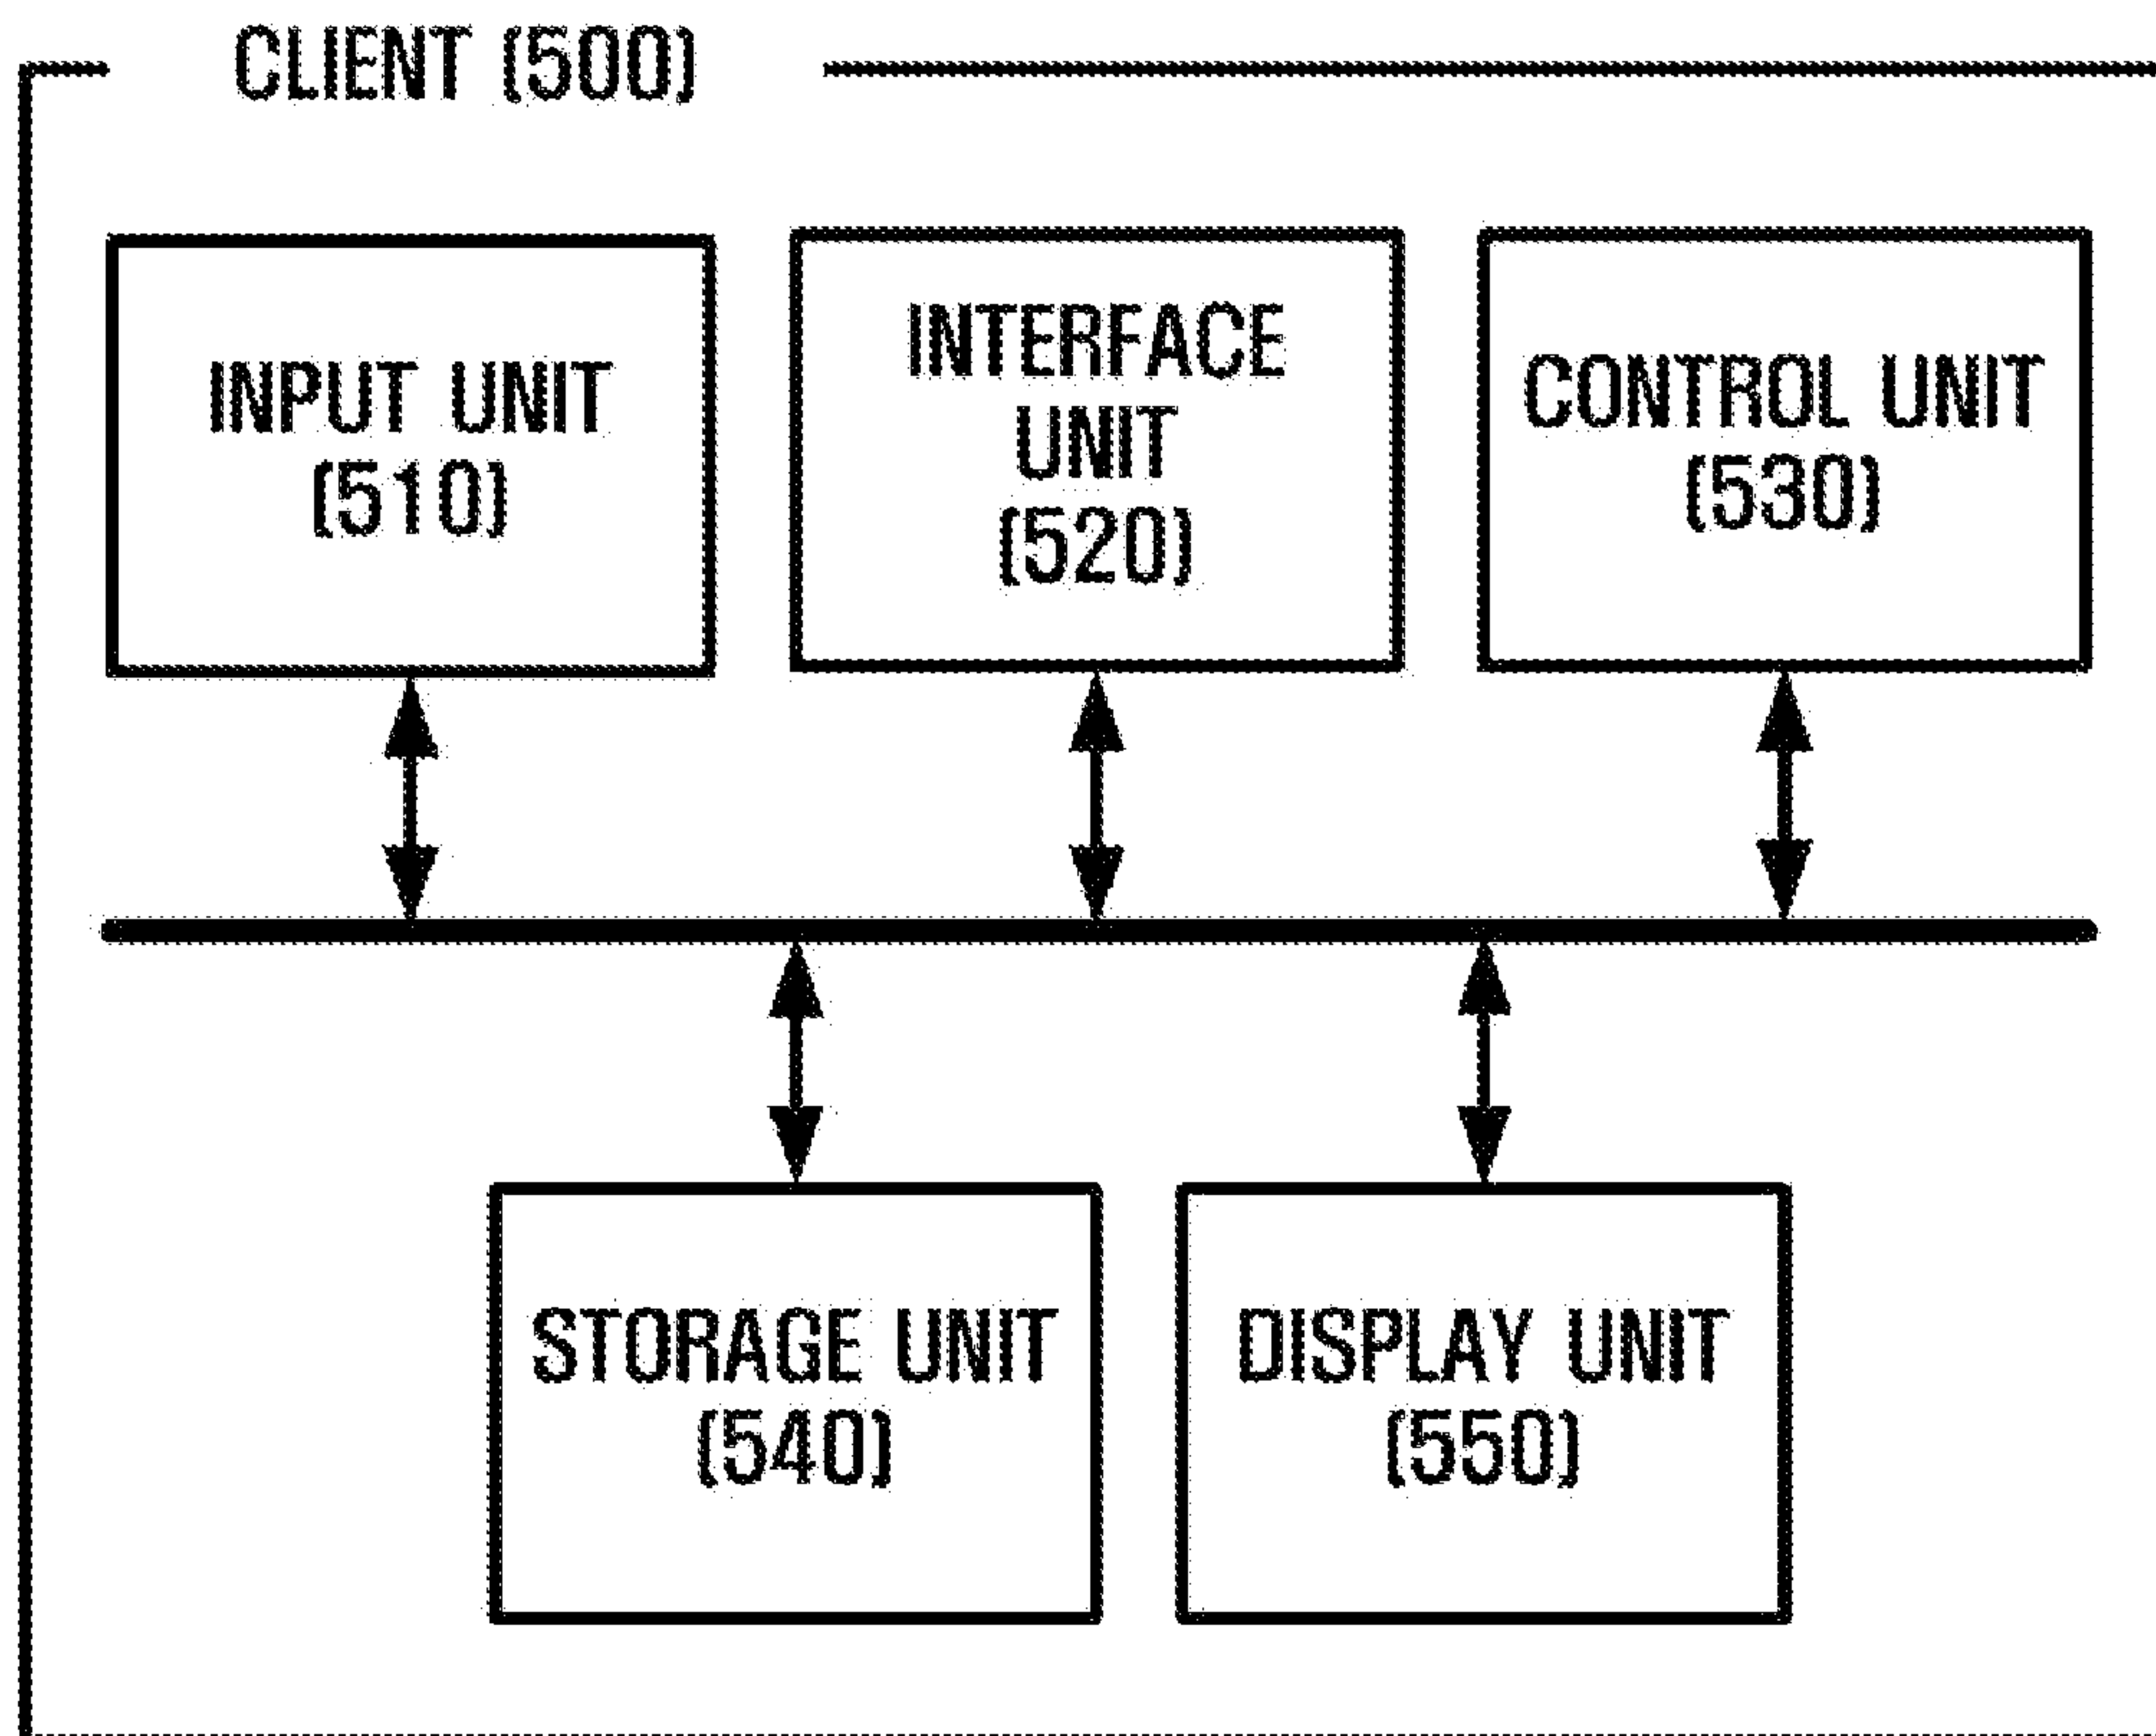 CLIENT (500)
INPUT UNIT
(510)
INTERFACE
UNIT
(520)
CONTROL UNIT
(530)
STORAGE UNIT
(540)
DISPLAY UNIT
(550)